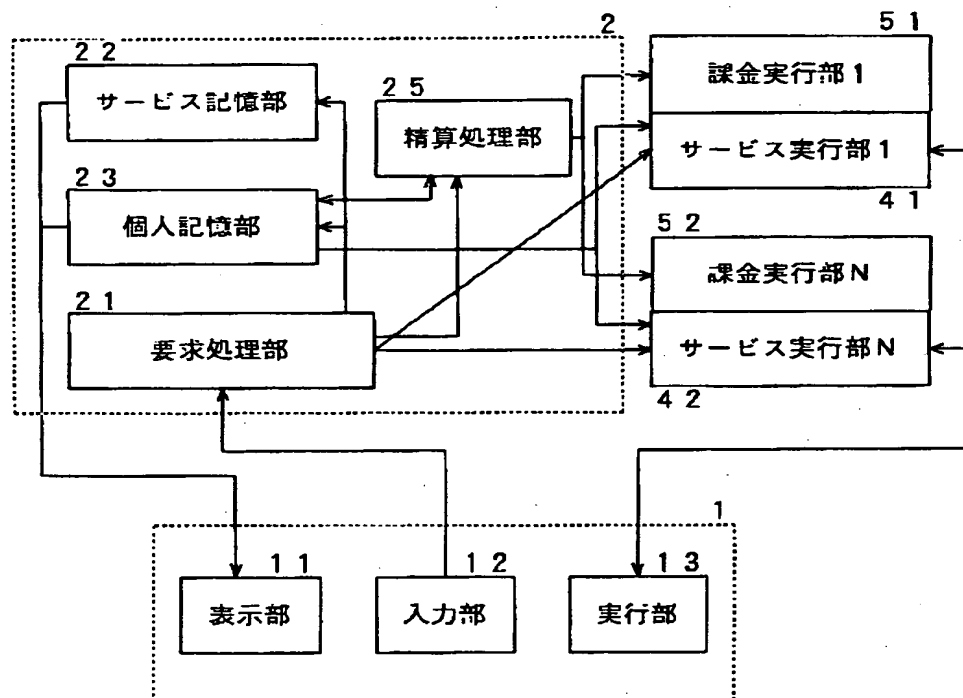 5 1
2
2 2
課金実行部1
サービス記憶部
2 5
精算処理部
サービス実行部1
2 3
4 1
個人記憶部
5 2
課金実行部N
2 1
要求処理部
サービス実行部N
4 2
1
1 1
1 2
1 3
表示部
入力部
実行部